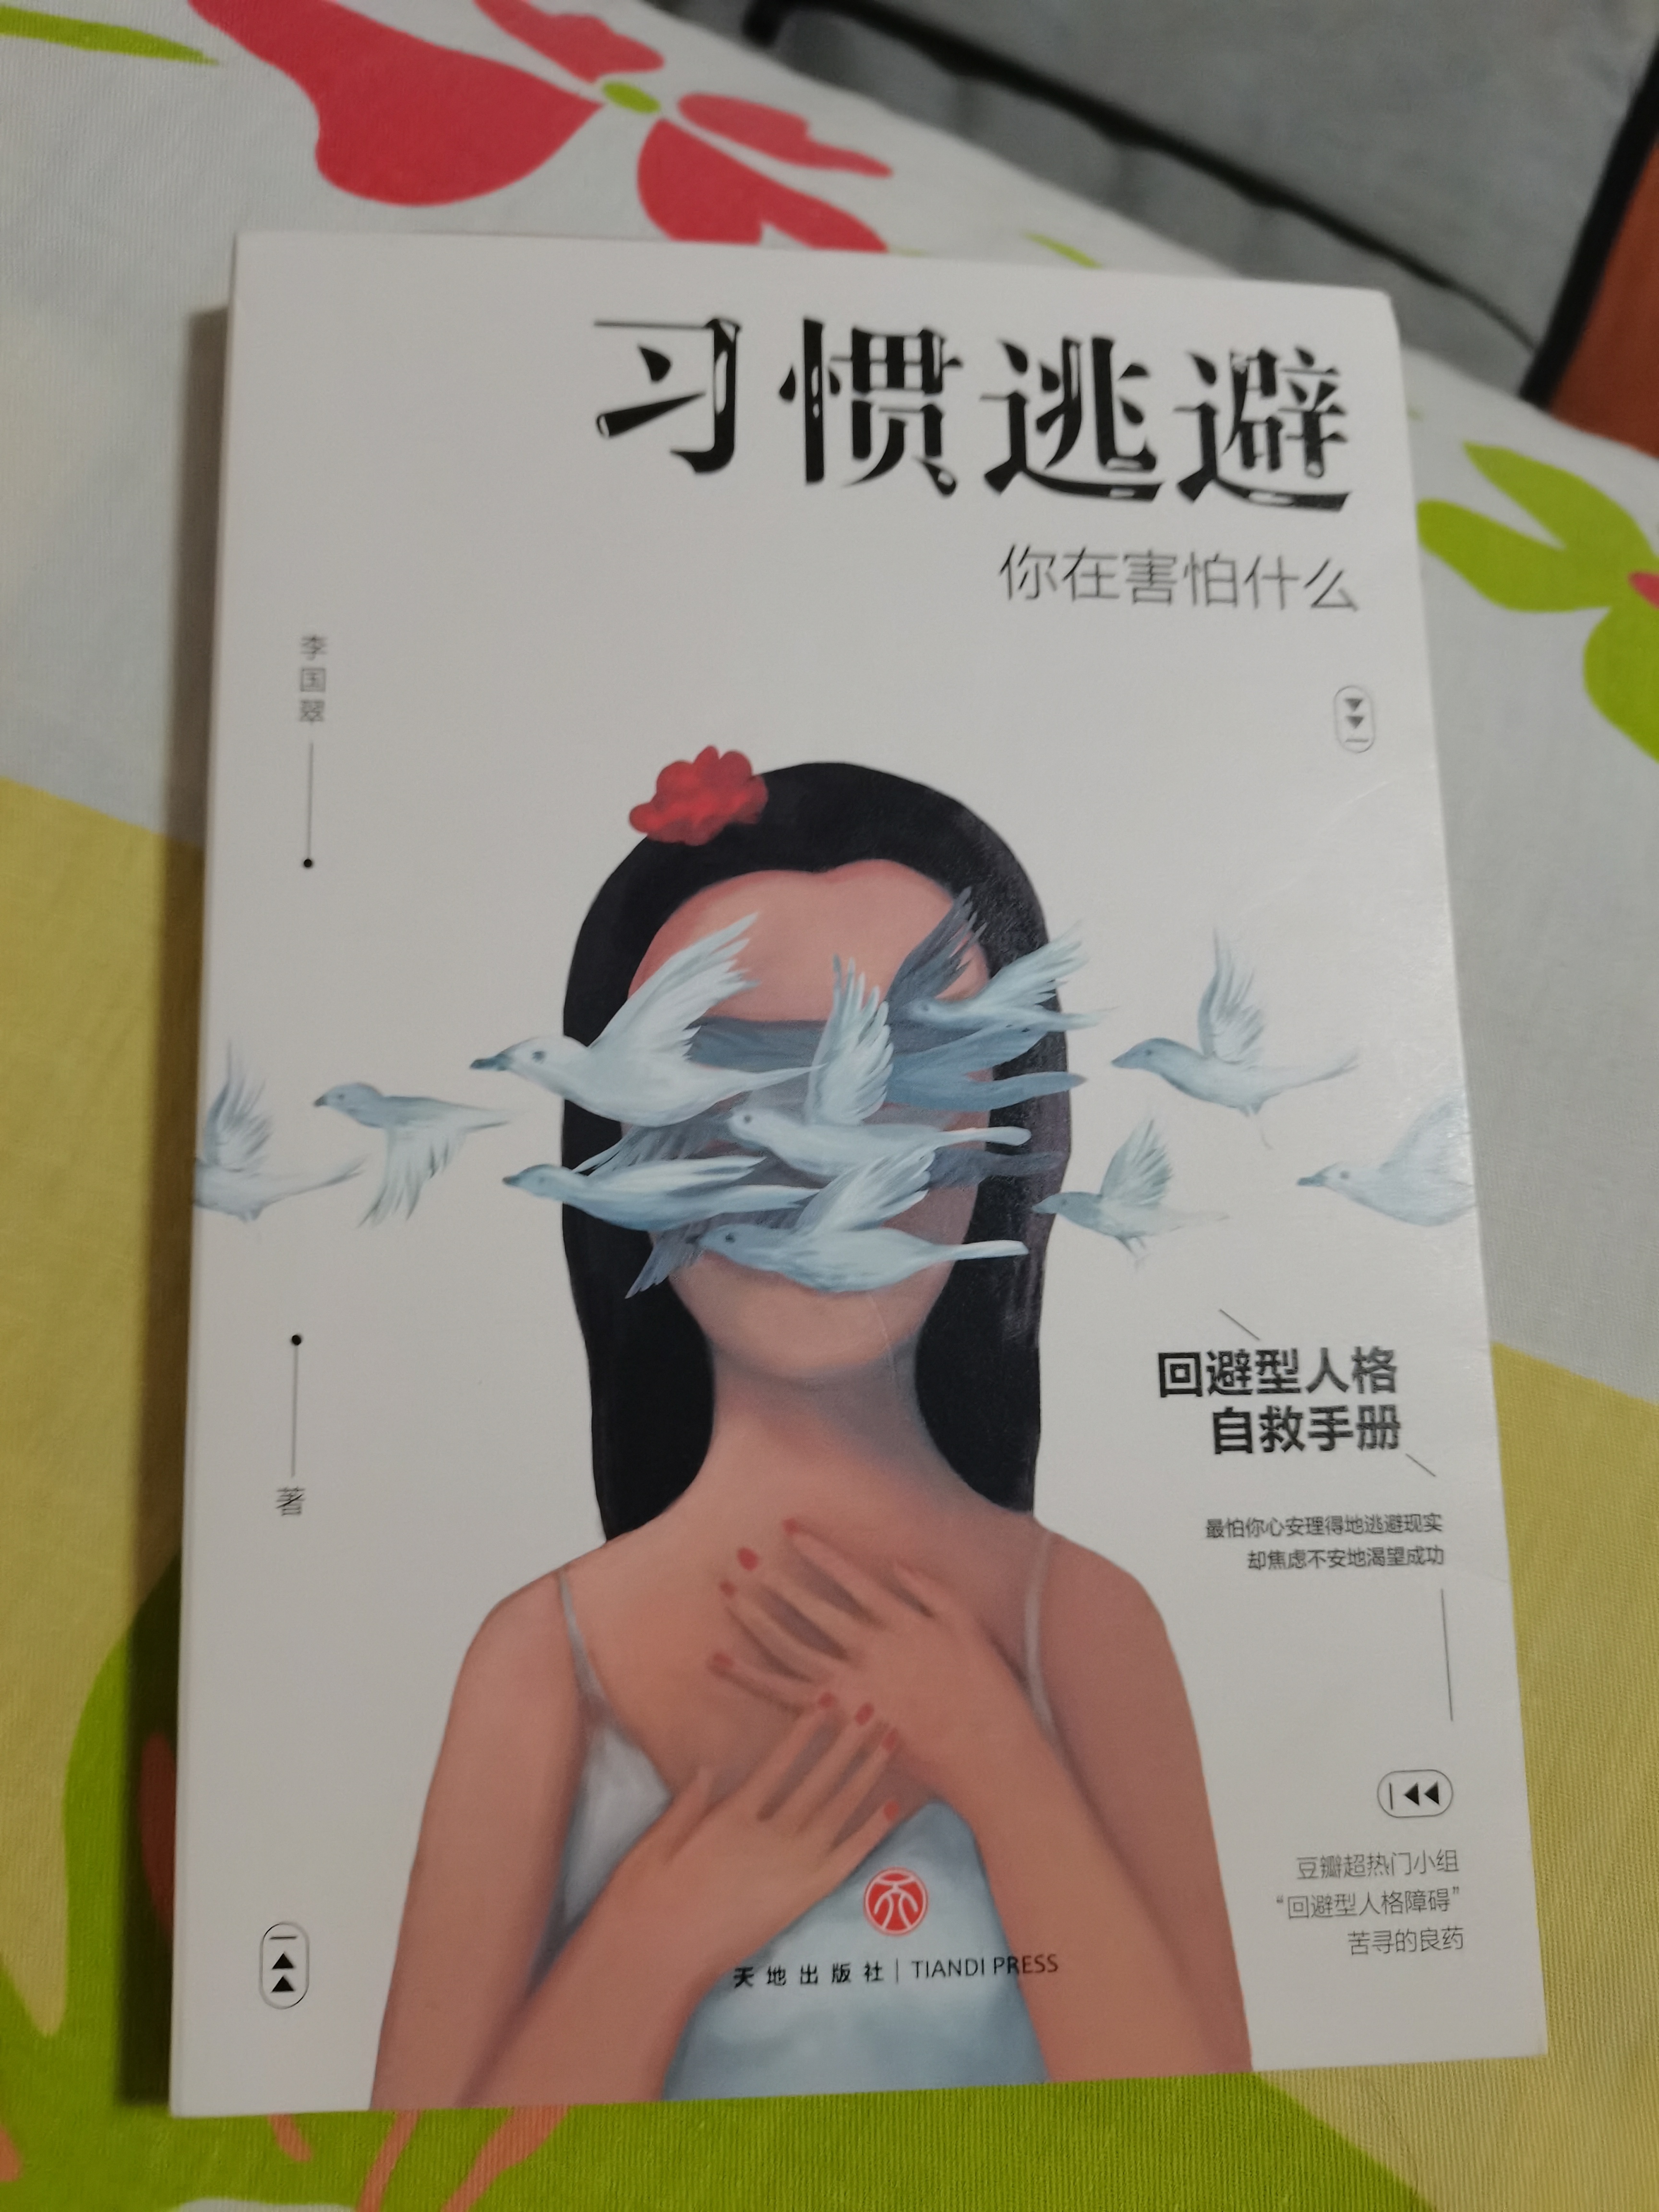 习惯逃避
你在害怕什么
李国翠
著
回避型人格
自救手册
最怕你心安理得地逃避现实
却焦虑不安地渴望成功
豆瓣超热门小组
“回避型人格障碍”
苦寻的良药
天地出版社 | TIANDI PRESS